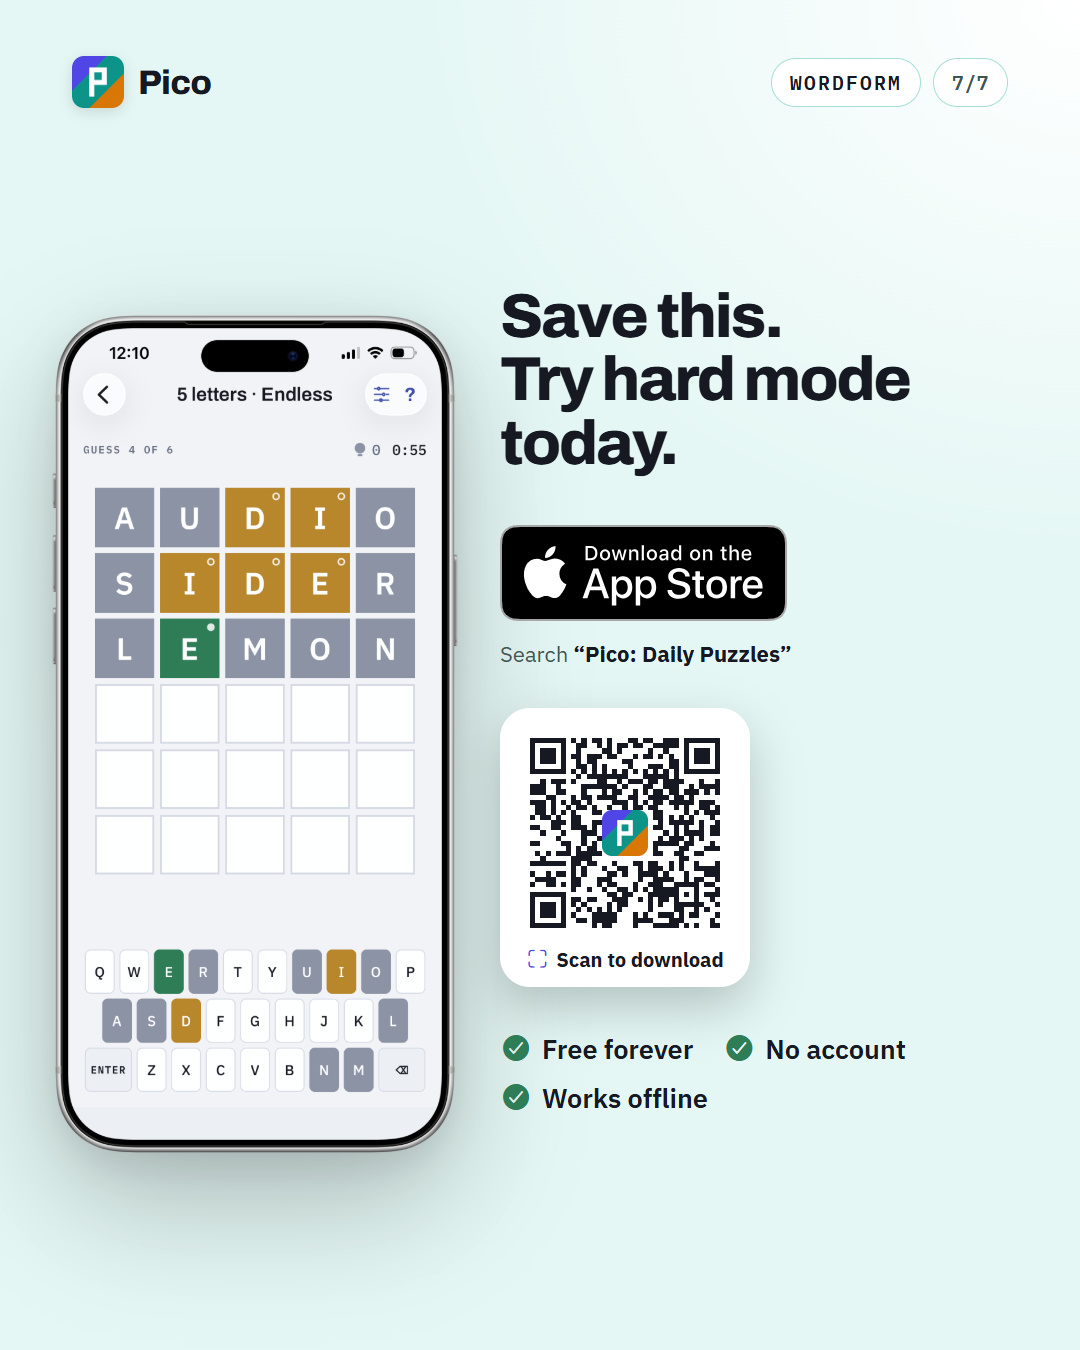 P Pico
WORDFORM 7/7
12:10
5 letters · Endless ?
GUESS 4 OF 6 0 0:55
A U D I O
S I D E R
L E M O N
Q W E R T Y U I O P
A S D F G H J K L
ENTER Z X C V B N M
Save this.
Try hard mode
today.
Download on the
App Store
Search “Pico: Daily Puzzles”
P
Scan to download
Free forever No account
Works offline